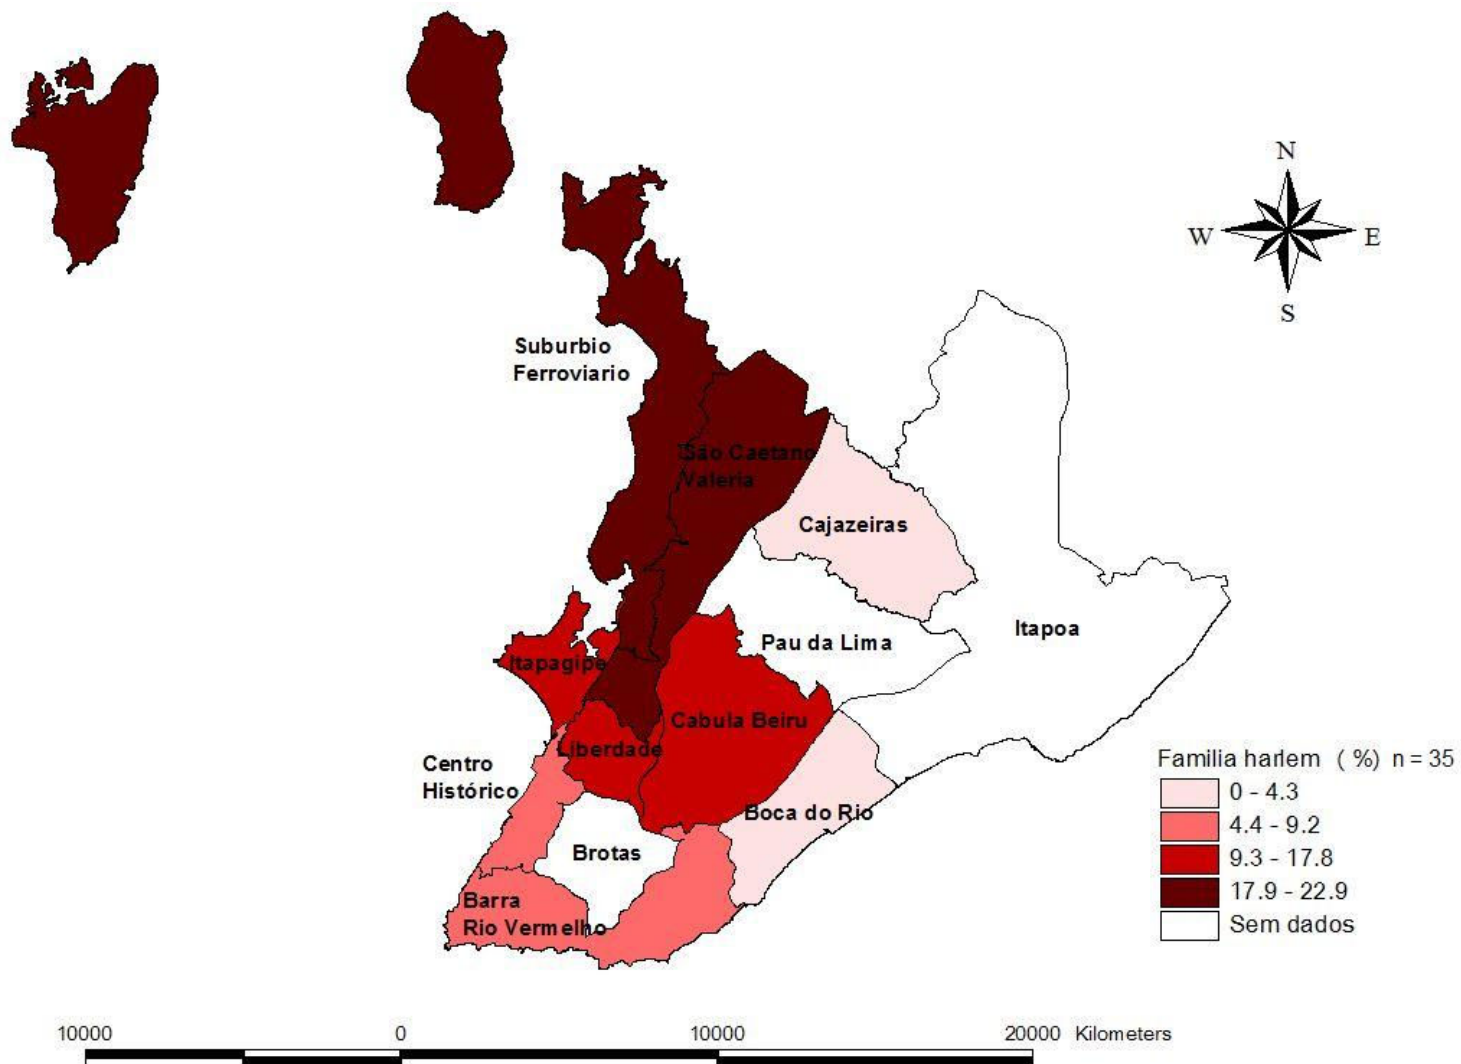 N
W E
S
Suburbio
Ferroviario
São Caetano
Valeria
Cajazeiras
Itapoa
Pau da Lima
Itapagipe
Cabula Beiru
Liberdade
Centro
Histórico
Boca do Rio
Brotas
Barra
Rio Vermelho
Familia harlem ( %) n = 35
0 - 4.3
4.4 - 9.2
9.3 - 17.8
17.9 - 22.9
Sem dados
10000 0 10000 20000 Kilometers